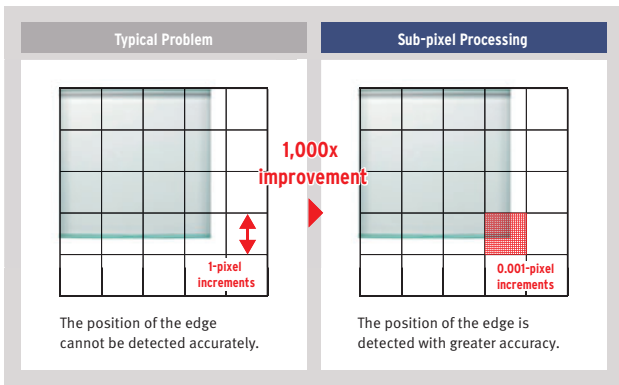 Typical Problem
Sub-pixel Processing
1,000x
improvement
1-pixel
increments
0.001-pixel
increments
The position of the edge
cannot be detected accurately.
The position of the edge is
detected with greater accuracy.